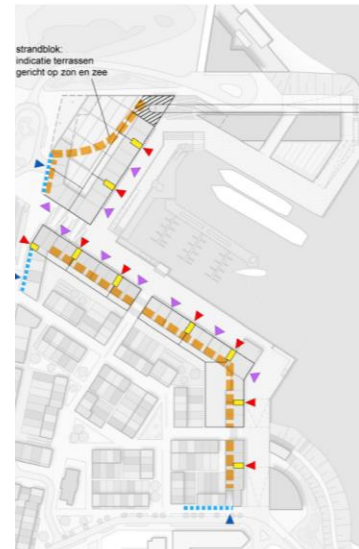 strandblok:
indicatie terrassen
gericht op zon en zee